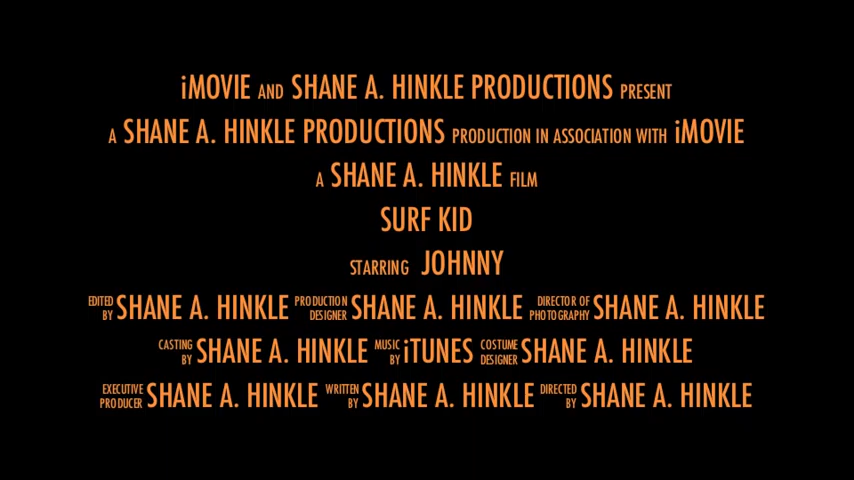 iMOVIE AND SHANE A. HINKLE PRODUCTIONS PRESENT
A SHANE A. HINKLE PRODUCTIONS PRODUCTION IN ASSOCIATION WITH iMOVIE
A SHANE A. HINKLE FILM
SURF KID
STARRING JOHNNY
EDITED BY SHANE A. HINKLE PRODUCTION DESIGNER SHANE A. HINKLE DIRECTOR OF PHOTOGRAPHY SHANE A. HINKLE
CASTING BY SHANE A. HINKLE MUSIC BY iTUNES COSTUME DESIGNER SHANE A. HINKLE
EXECUTIVE PRODUCER SHANE A. HINKLE WRITTEN BY SHANE A. HINKLE DIRECTED BY SHANE A. HINKLE